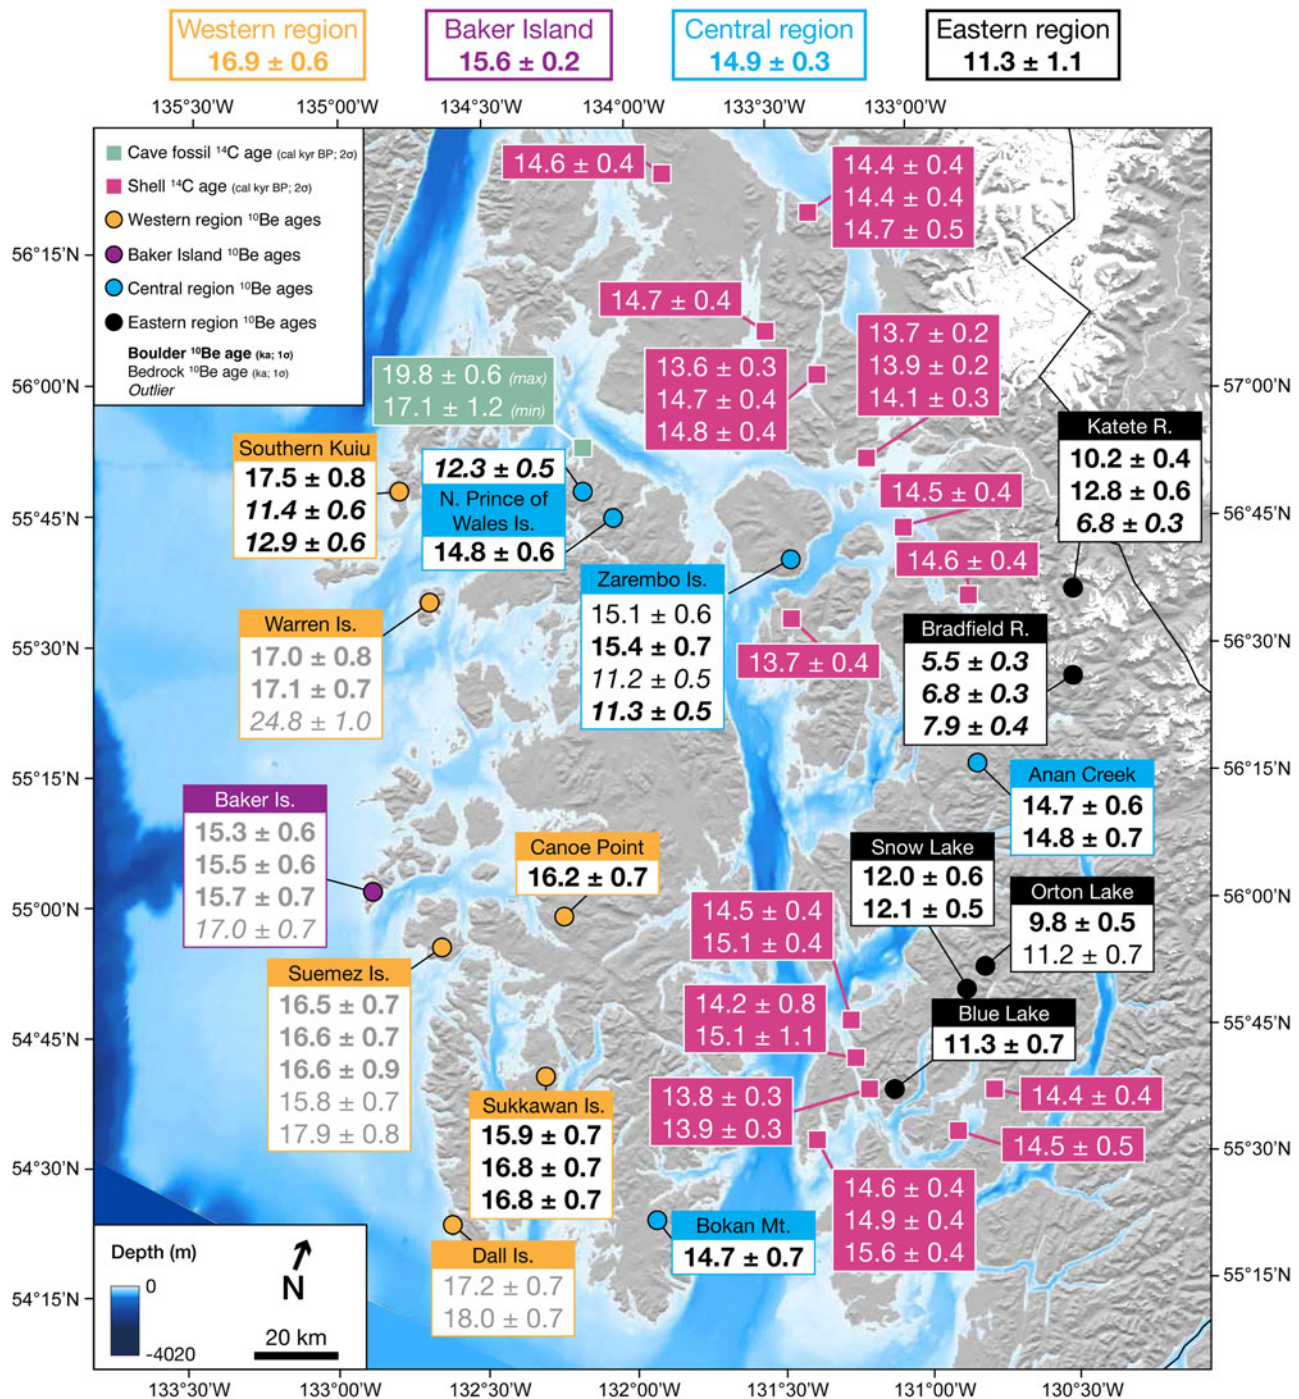 Western region
16.9 ± 0.6
Baker Island
15.6 ± 0.2
Central region
14.9 ± 0.3
Eastern region
11.3 ± 1.1
135°30'W
135°00'W
134°30'W
134°00'W
133°30'W
133°00'W
Cave fossil ¹⁴C age (cal kyr BP; 2σ)
Shell ¹⁴C age (cal kyr BP; 2σ)
Western region ¹⁰Be ages
Baker Island ¹⁰Be ages
Central region ¹⁰Be ages
Eastern region ¹⁰Be ages
Boulder ¹⁰Be age (ka; 1σ)
Bedrock ¹⁰Be age (ka; 1σ)
Outlier
56°15'N
56°00'N
55°45'N
55°30'N
55°15'N
55°00'N
54°45'N
54°30'N
54°15'N
14.6 ± 0.4
14.4 ± 0.4
14.4 ± 0.4
14.7 ± 0.5
14.7 ± 0.4
13.6 ± 0.3
14.7 ± 0.4
14.8 ± 0.4
13.7 ± 0.2
13.9 ± 0.2
14.1 ± 0.3
19.8 ± 0.6 (max)
17.1 ± 1.2 (min)
Southern Kuiu
17.5 ± 0.8
11.4 ± 0.6
12.9 ± 0.6
12.3 ± 0.5
N. Prince of
Wales Is.
14.8 ± 0.6
Katete R.
10.2 ± 0.4
12.8 ± 0.6
6.8 ± 0.3
14.5 ± 0.4
14.6 ± 0.4
Zarembo Is.
15.1 ± 0.6
15.4 ± 0.7
11.2 ± 0.5
11.3 ± 0.5
13.7 ± 0.4
Warren Is.
17.0 ± 0.8
17.1 ± 0.7
24.8 ± 1.0
Bradfield R.
5.5 ± 0.3
6.8 ± 0.3
7.9 ± 0.4
Anan Creek
14.7 ± 0.6
14.8 ± 0.7
Baker Is.
15.3 ± 0.6
15.5 ± 0.6
15.7 ± 0.7
17.0 ± 0.7
Canoe Point
16.2 ± 0.7
Snow Lake
12.0 ± 0.6
12.1 ± 0.5
Orton Lake
9.8 ± 0.5
11.2 ± 0.7
14.5 ± 0.4
15.1 ± 0.4
Suemez Is.
16.5 ± 0.7
16.6 ± 0.7
16.6 ± 0.9
15.8 ± 0.7
17.9 ± 0.8
14.2 ± 0.8
15.1 ± 1.1
Blue Lake
11.3 ± 0.7
13.8 ± 0.3
13.9 ± 0.3
14.4 ± 0.4
14.5 ± 0.5
Sukkawan Is.
15.9 ± 0.7
16.8 ± 0.7
16.8 ± 0.7
14.6 ± 0.4
14.9 ± 0.4
15.6 ± 0.4
Bokan Mt.
14.7 ± 0.7
Dall Is.
17.2 ± 0.7
18.0 ± 0.7
Depth (m)
0
-4020
N
20 km
57°00'N
56°45'N
56°30'N
56°15'N
56°00'N
55°45'N
55°30'N
55°15'N
133°30'W
133°00'W
132°30'W
132°00'W
131°30'W
131°00'W
130°30'W